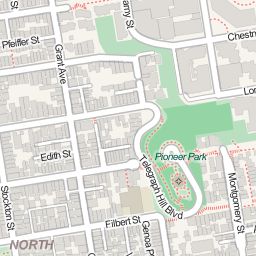 Pfeiffer St
Grant Ave
Chestn
Lom
Edith St
Pioneer Park
Telegraph Hill Blvd
Stockton St
Montgomery St
Filbert St
Genoa P
NORTH